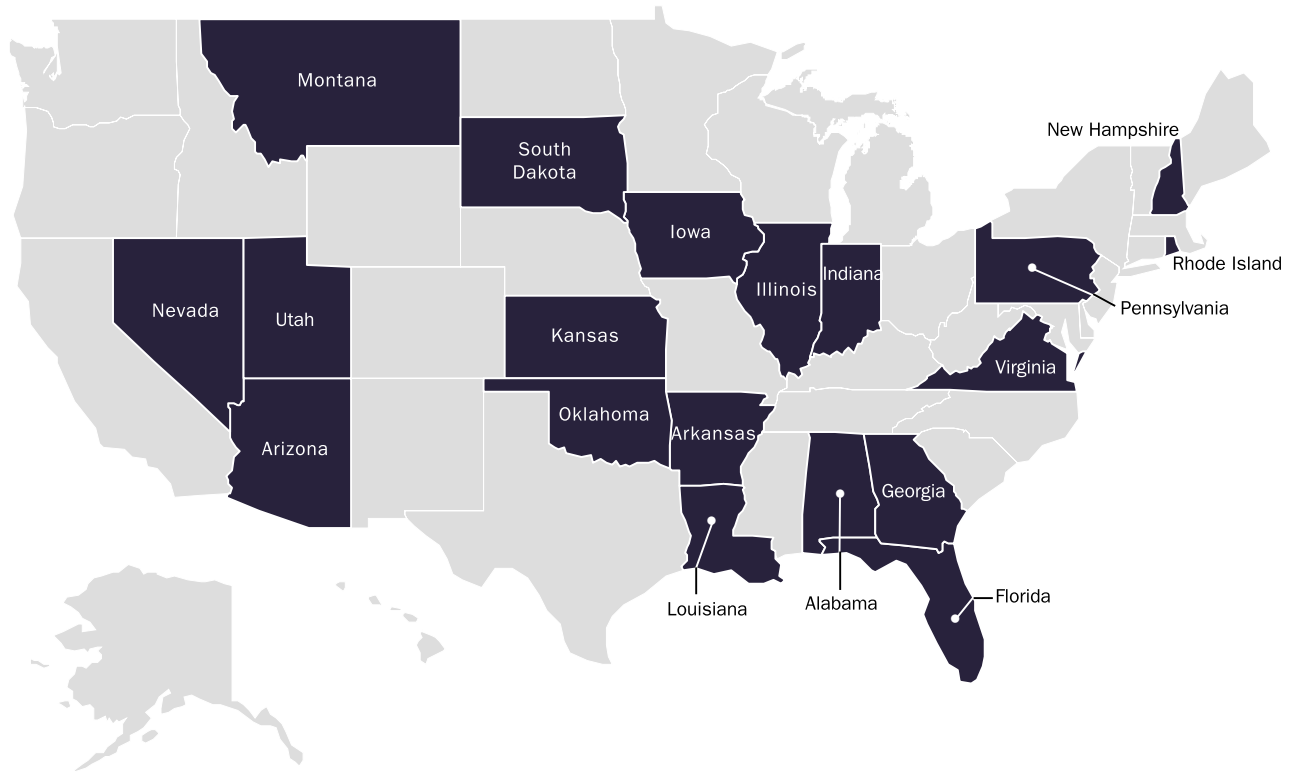 Montana
New Hampshire
South
Dakota
Iowa
Rhode Island
Indiana
Illinois
Pennsylvania
Nevada
Utah
Kansas
Virginia
Oklahoma
Arkansas
Arizona
Georgia
Florida
Alabama
Louisiana